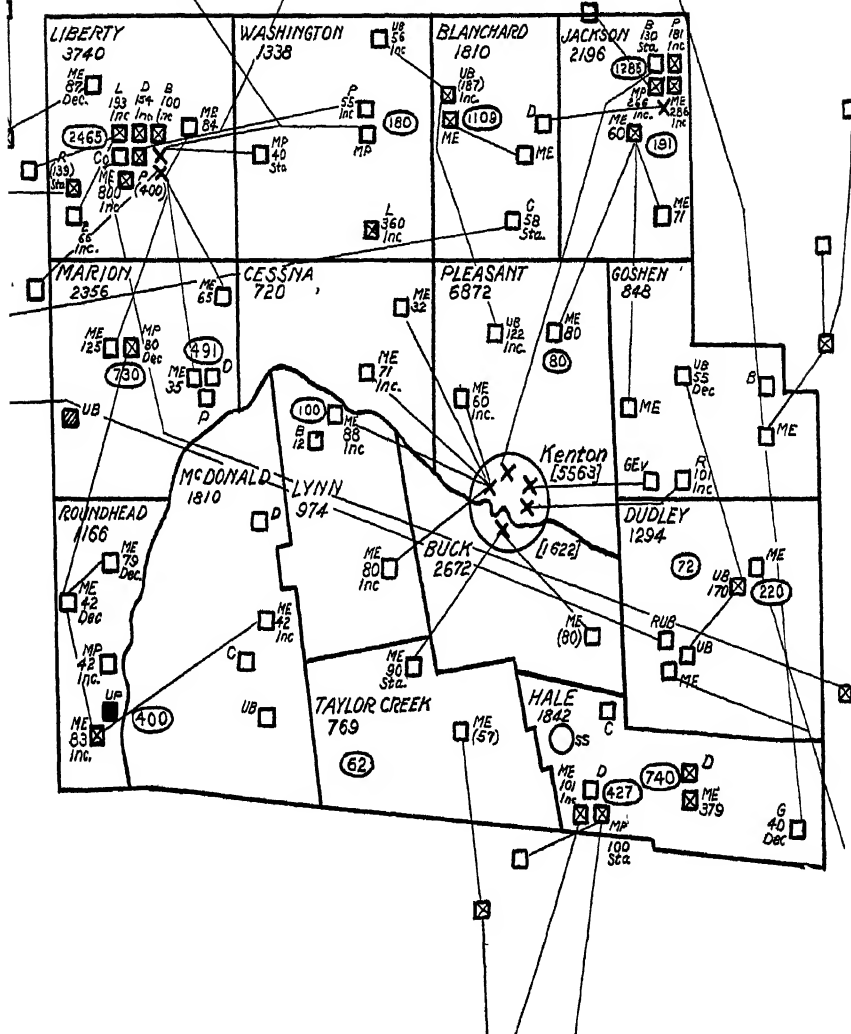 LIBERTY
3740
ME
87
Dec.
L
193
Inc
D
154
Inc
B
100
Inc
ME
84
2465
Co
R
(139)
Sta
ME
800
Inc
P
(400)
E
66
Inc.
WASHINGTON
1338
UB
56
Inc
P
55
Inc
180
MP
MP
40
Sta
L
360
Inc
BLANCHARD
1810
UB
(187)
Inc.
1109
ME
D
ME
C
58
Sta.
JACKSON
2196
B
130
Sta.
P
181
Inc
1285
MP
266
Inc
ME
286
Inc
ME
60
191
ME
71
MARION
2356
ME
65
ME
125
MP
80
Dec
491
730
ME
35
D
P
UB
CESSNA
720
ME
32
ME
71
Inc.
PLEASANT
6872
UB
122
Inc.
ME
80
80
ME
60
Inc.
GOSHEN
848
UB
55
Dec
B
ME
ME
GEv
R
101
Inc
Kenton
[5563]
[1622]
100
B
12
ME
88
Inc
McDONALD
1810
D
ME
42
Inc
C
UB
LYNN
974
ME
80
Inc
BUCK
2672
ME
(80)
ME
90
Sta.
DUDLEY
1294
72
ME
UB
170
220
RUB
UB
ME
ROUNDHEAD
1166
ME
79
Dec.
ME
42
Dec
MP
42
Inc.
UP
400
ME
83
Inc.
TAYLOR CREEK
769
62
ME
(57)
HALE
1842
C
SS
ME
101
Inc
D
427
740
D
ME
379
MP
100
Sta
G
40
Dec